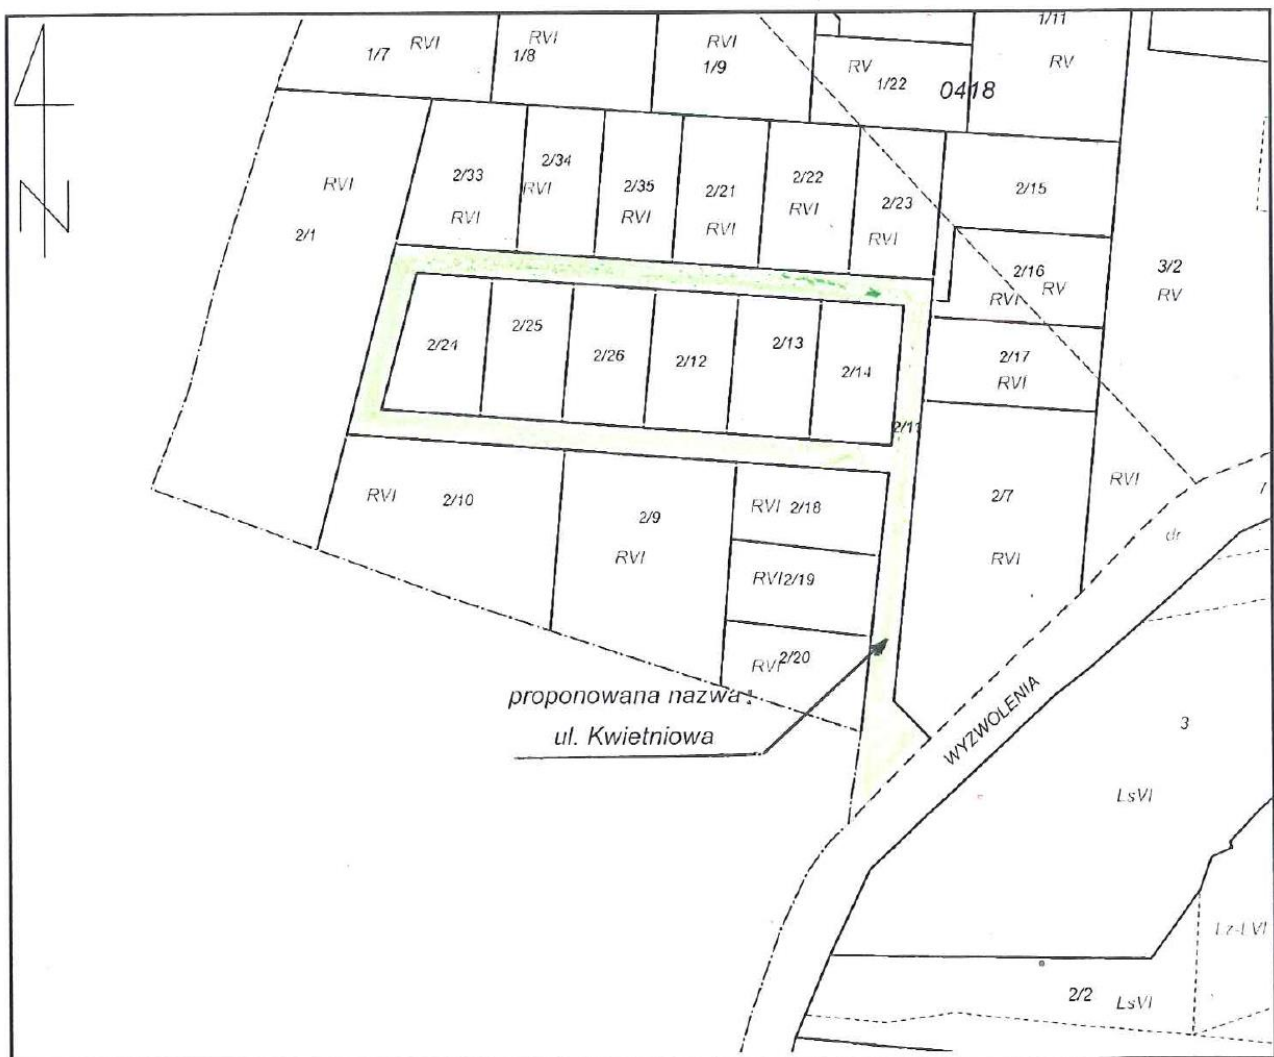 1/7 RVI
RVI
1/8
RVI
1/9
RV
1/22
0418
1/11
RV
N
RVI
2/1
2/33
RVI
2/34
RVI
2/35
RVI
2/21
RVI
2/22
RVI
2/23
RVI
2/15
2/16
RVI RV
3/2
RV
2/24
2/25
2/26
2/12
2/13
2/14
2/17
RVI
2/11
RVI 2/10
2/9
RVI
RVI 2/18
RVI 2/19
RVI 2/20
2/7
RVI
RVI
dr
proponowana nazwa:
ul. Kwietniowa
WYZWOLENIA
3
LsVI
2/2 LsVI